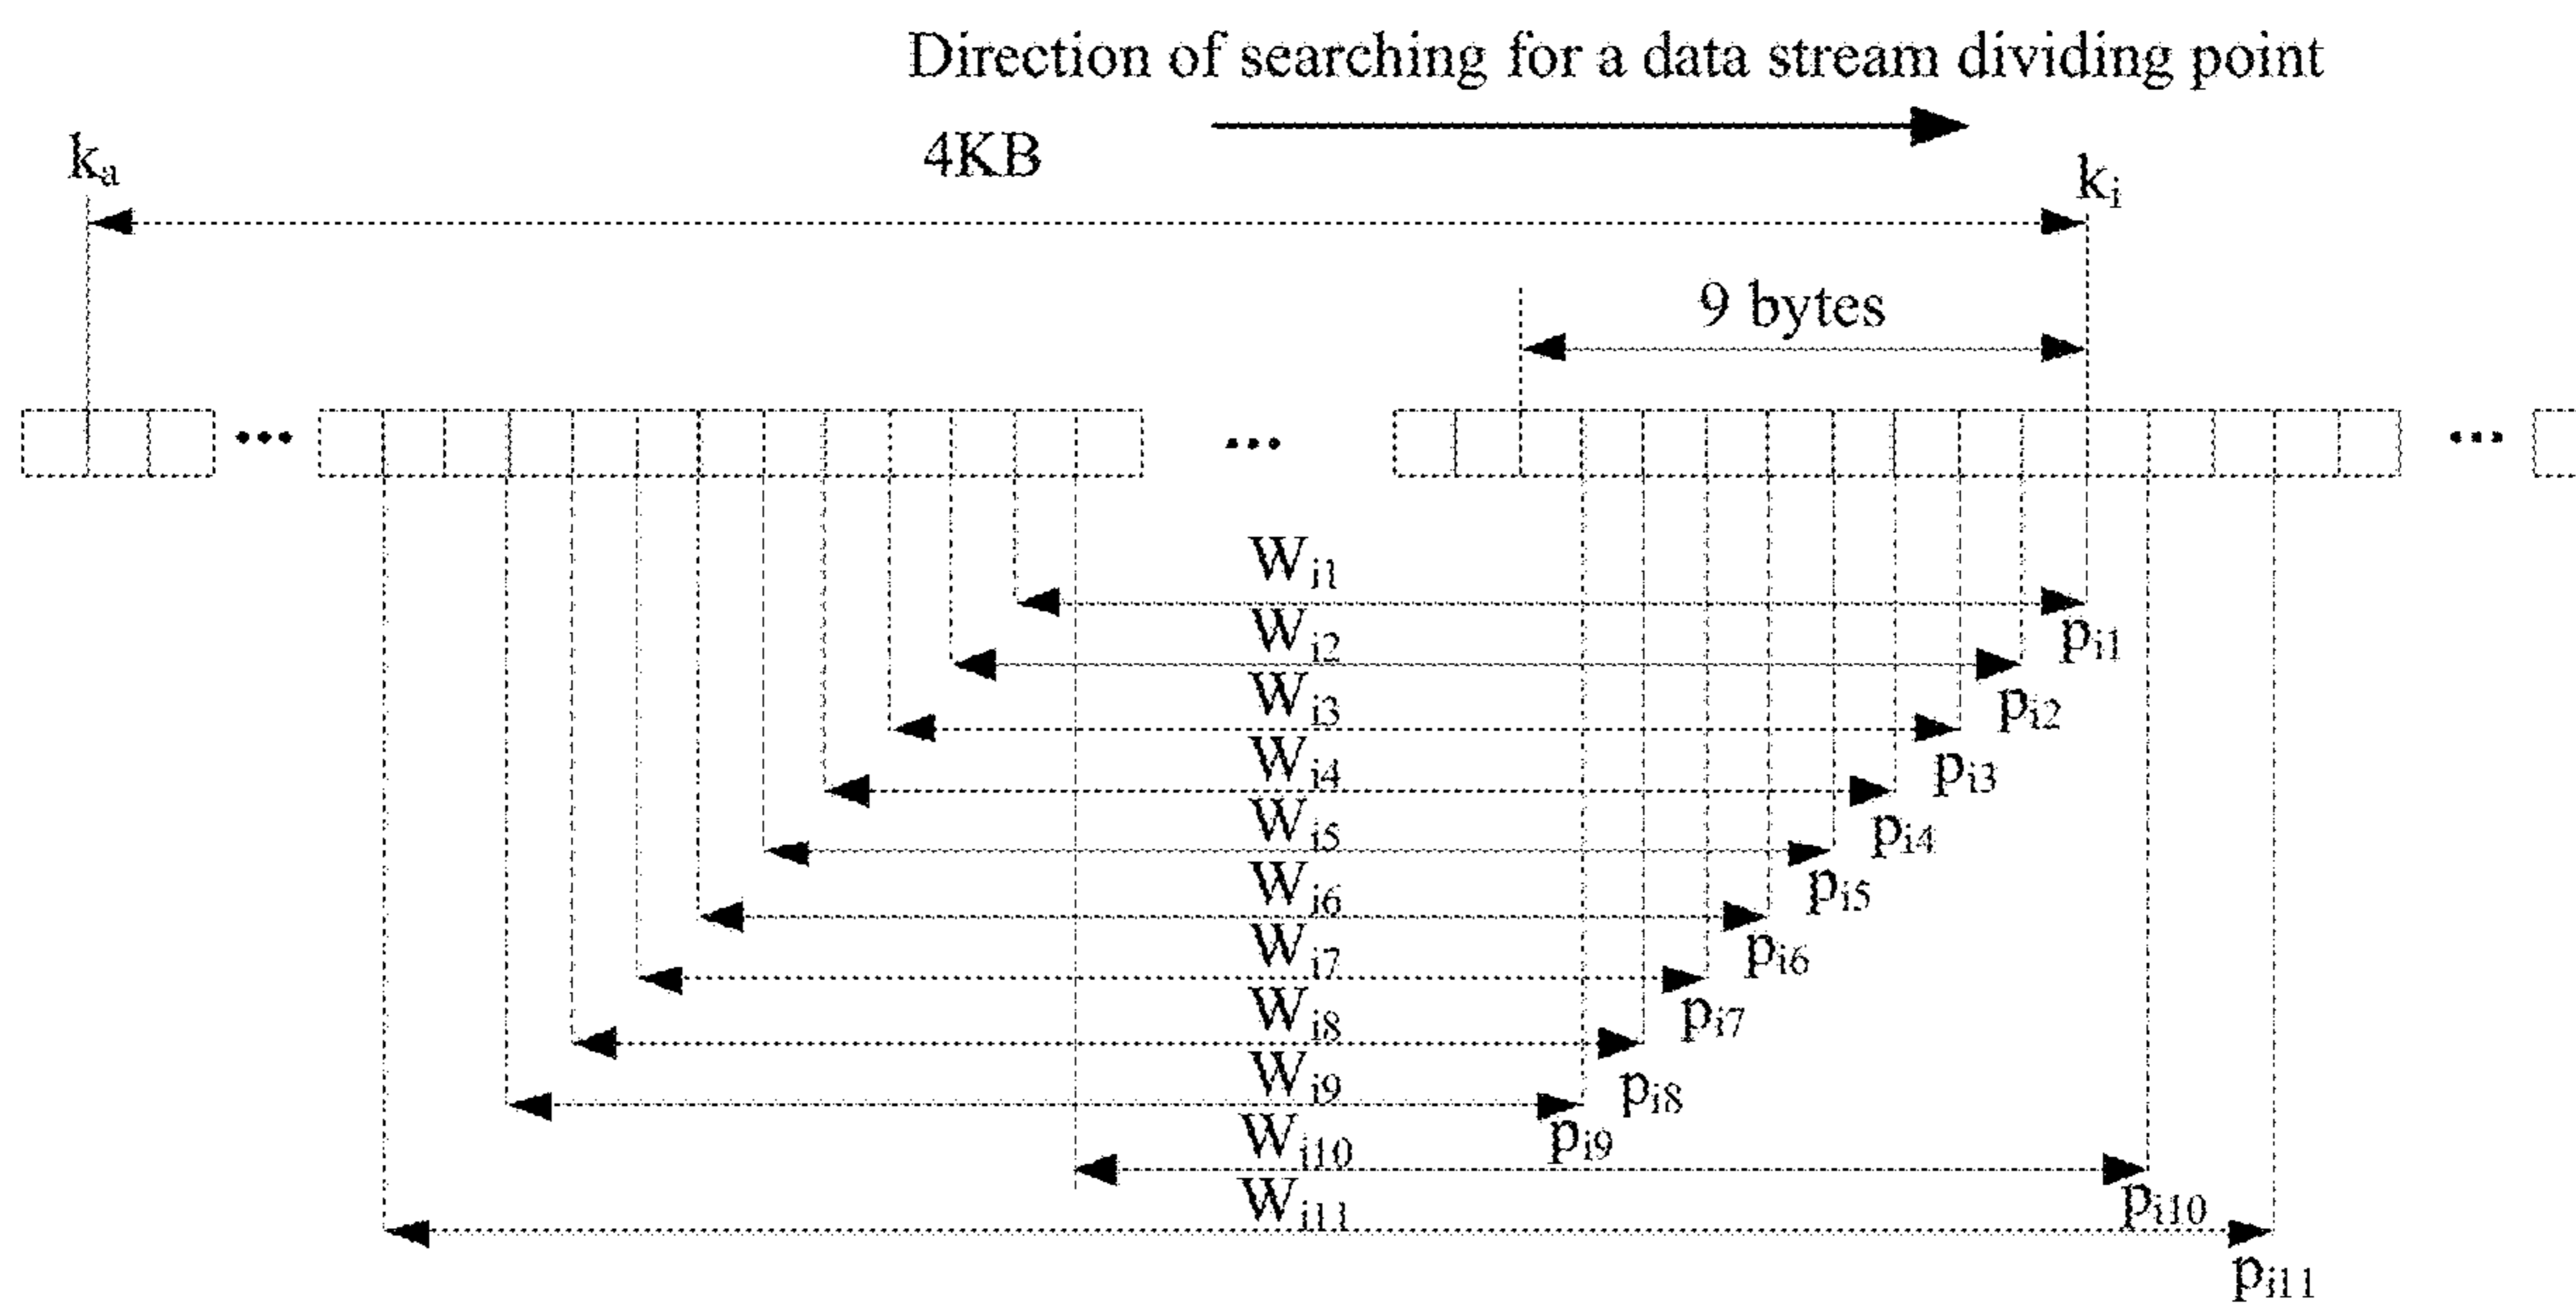 Direction of searching for a data stream dividing point
4KB
ka
ki
9 bytes
...
...
...
Wi1
pi1
Wi2
pi2
Wi3
pi3
Wi4
pi4
Wi5
pi5
Wi6
pi6
Wi7
pi7
Wi8
pi8
Wi9
pi9
Wi10
pi10
Wi11
pi11